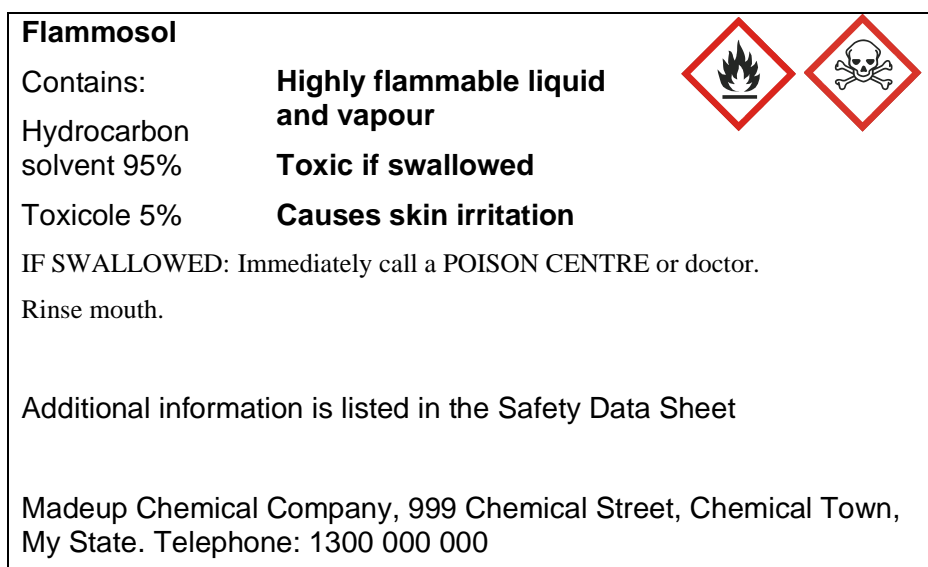 Flammosol
Contains:
Hydrocarbon
solvent 95%
Toxicole 5%
Highly flammable liquid
and vapour
Toxic if swallowed
Causes skin irritation
IF SWALLOWED: Immediately call a POISON CENTRE or doctor.
Rinse mouth.
Additional information is listed in the Safety Data Sheet
Madeup Chemical Company, 999 Chemical Street, Chemical Town,
My State. Telephone: 1300 000 000